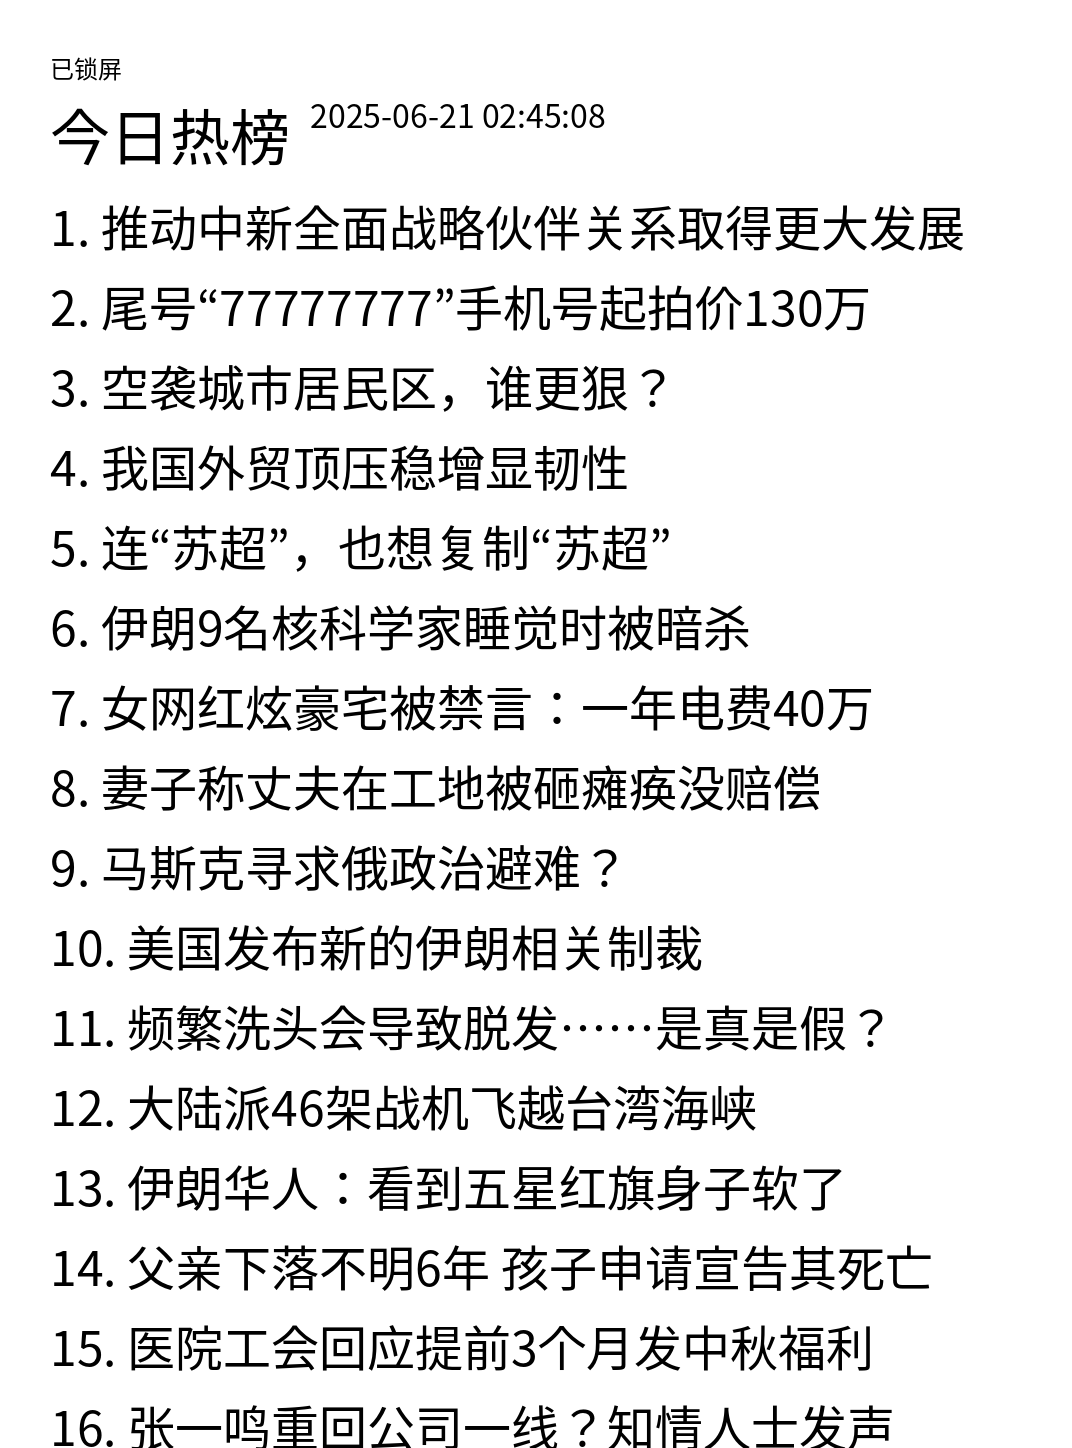 已锁屏
今日热榜 2025-06-21 02:45:08
1. 推动中新全面战略伙伴关系取得更大发展
2. 尾号“77777777”手机号起拍价130万
3. 空袭城市居民区，谁更狠？
4. 我国外贸顶压稳增显韧性
5. 连“苏超”，也想复制“苏超”
6. 伊朗9名核科学家睡觉时被暗杀
7. 女网红炫豪宅被禁言：一年电费40万
8. 妻子称丈夫在工地被砸瘫痪没赔偿
9. 马斯克寻求俄政治避难？
10. 美国发布新的伊朗相关制裁
11. 频繁洗头会导致脱发……是真是假？
12. 大陆派46架战机飞越台湾海峡
13. 伊朗华人：看到五星红旗身子软了
14. 父亲下落不明6年 孩子申请宣告其死亡
15. 医院工会回应提前3个月发中秋福利
16. 张一鸣重回公司一线？知情人士发声